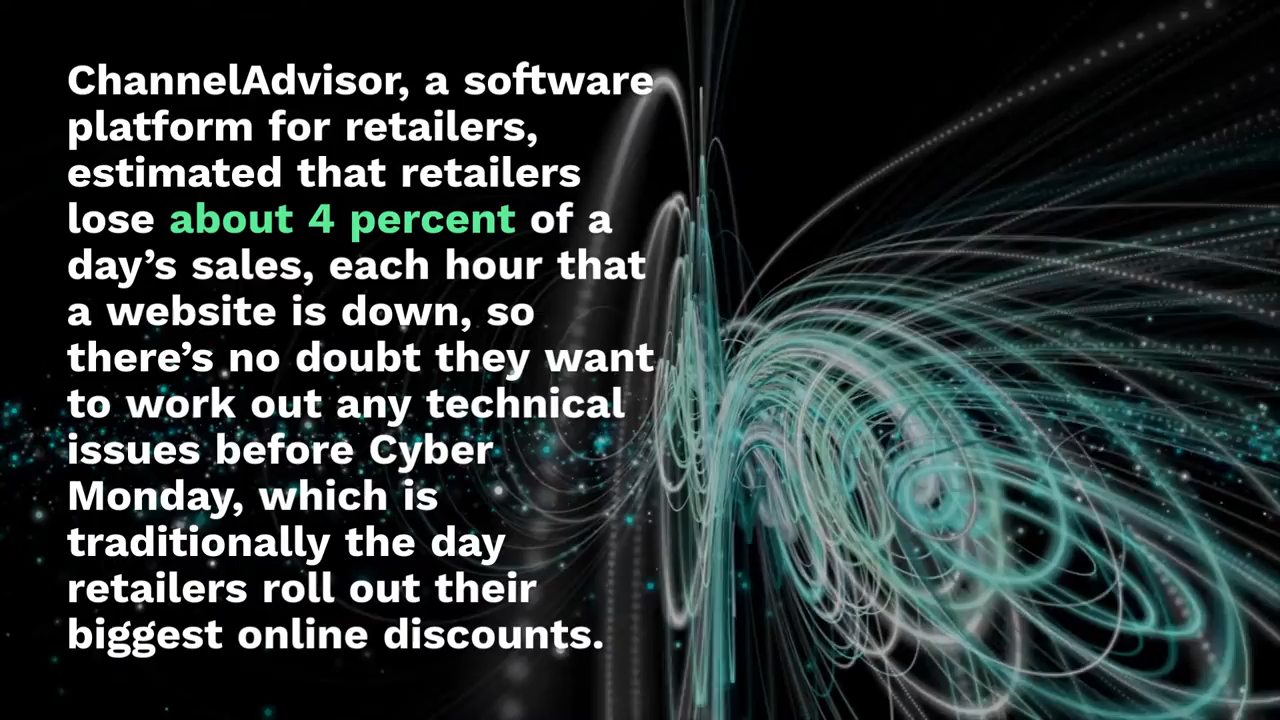 ChannelAdvisor, a software
platform for retailers,
estimated that retailers
lose about 4 percent of a
day’s sales, each hour that
a website is down, so
there’s no doubt they want
to work out any technical
issues before Cyber
Monday, which is
traditionally the day
retailers roll out their
biggest online discounts.